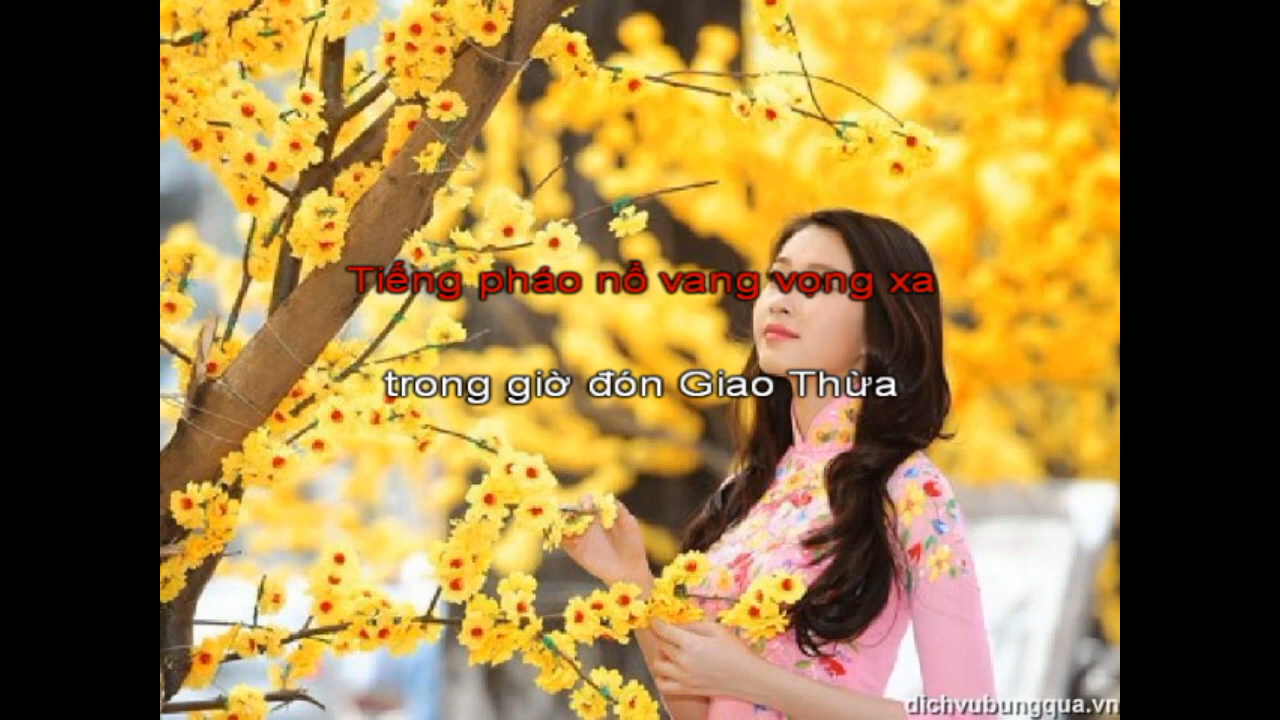 Tiếng pháo nổ vang vọng xa
trong giờ đón Giao Thừa
dichvubungqua.vn